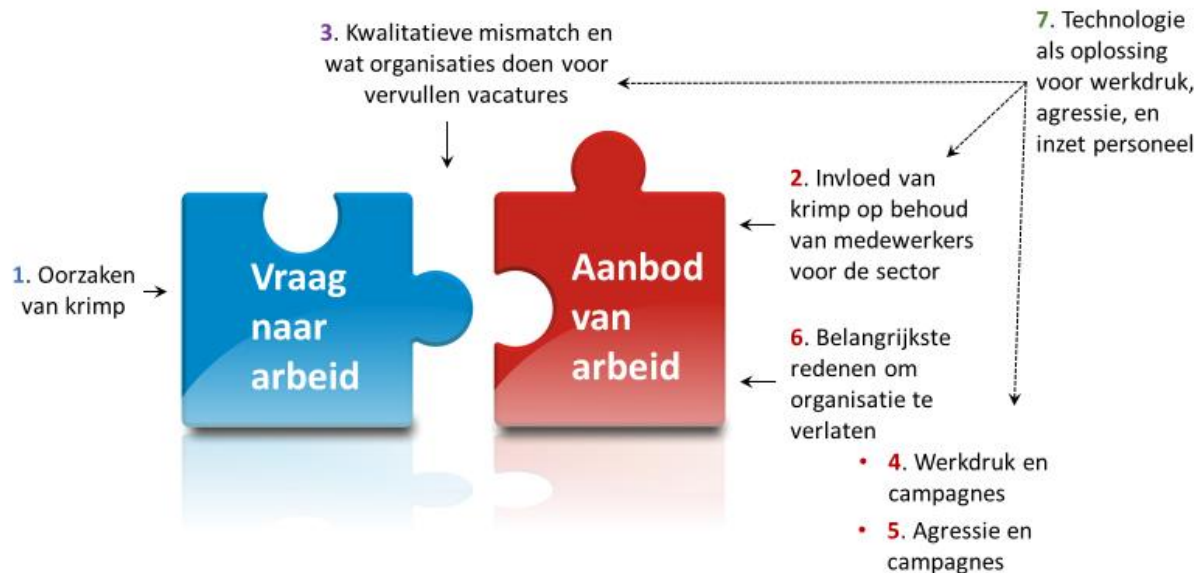 3. Kwalitatieve mismatch en
wat organisaties doen voor
vervullen vacatures
7. Technologie
als oplossing
voor werkdruk,
agressie, en
inzet personeel
1. Oorzaken
van krimp
Vraag
naar
arbeid
Aanbod
van
arbeid
2. Invloed van
krimp op behoud
van medewerkers
voor de sector
6. Belangrijkste
redenen om
organisatie te
verlaten
• 4. Werkdruk en
campagnes
• 5. Agressie en
campagnes